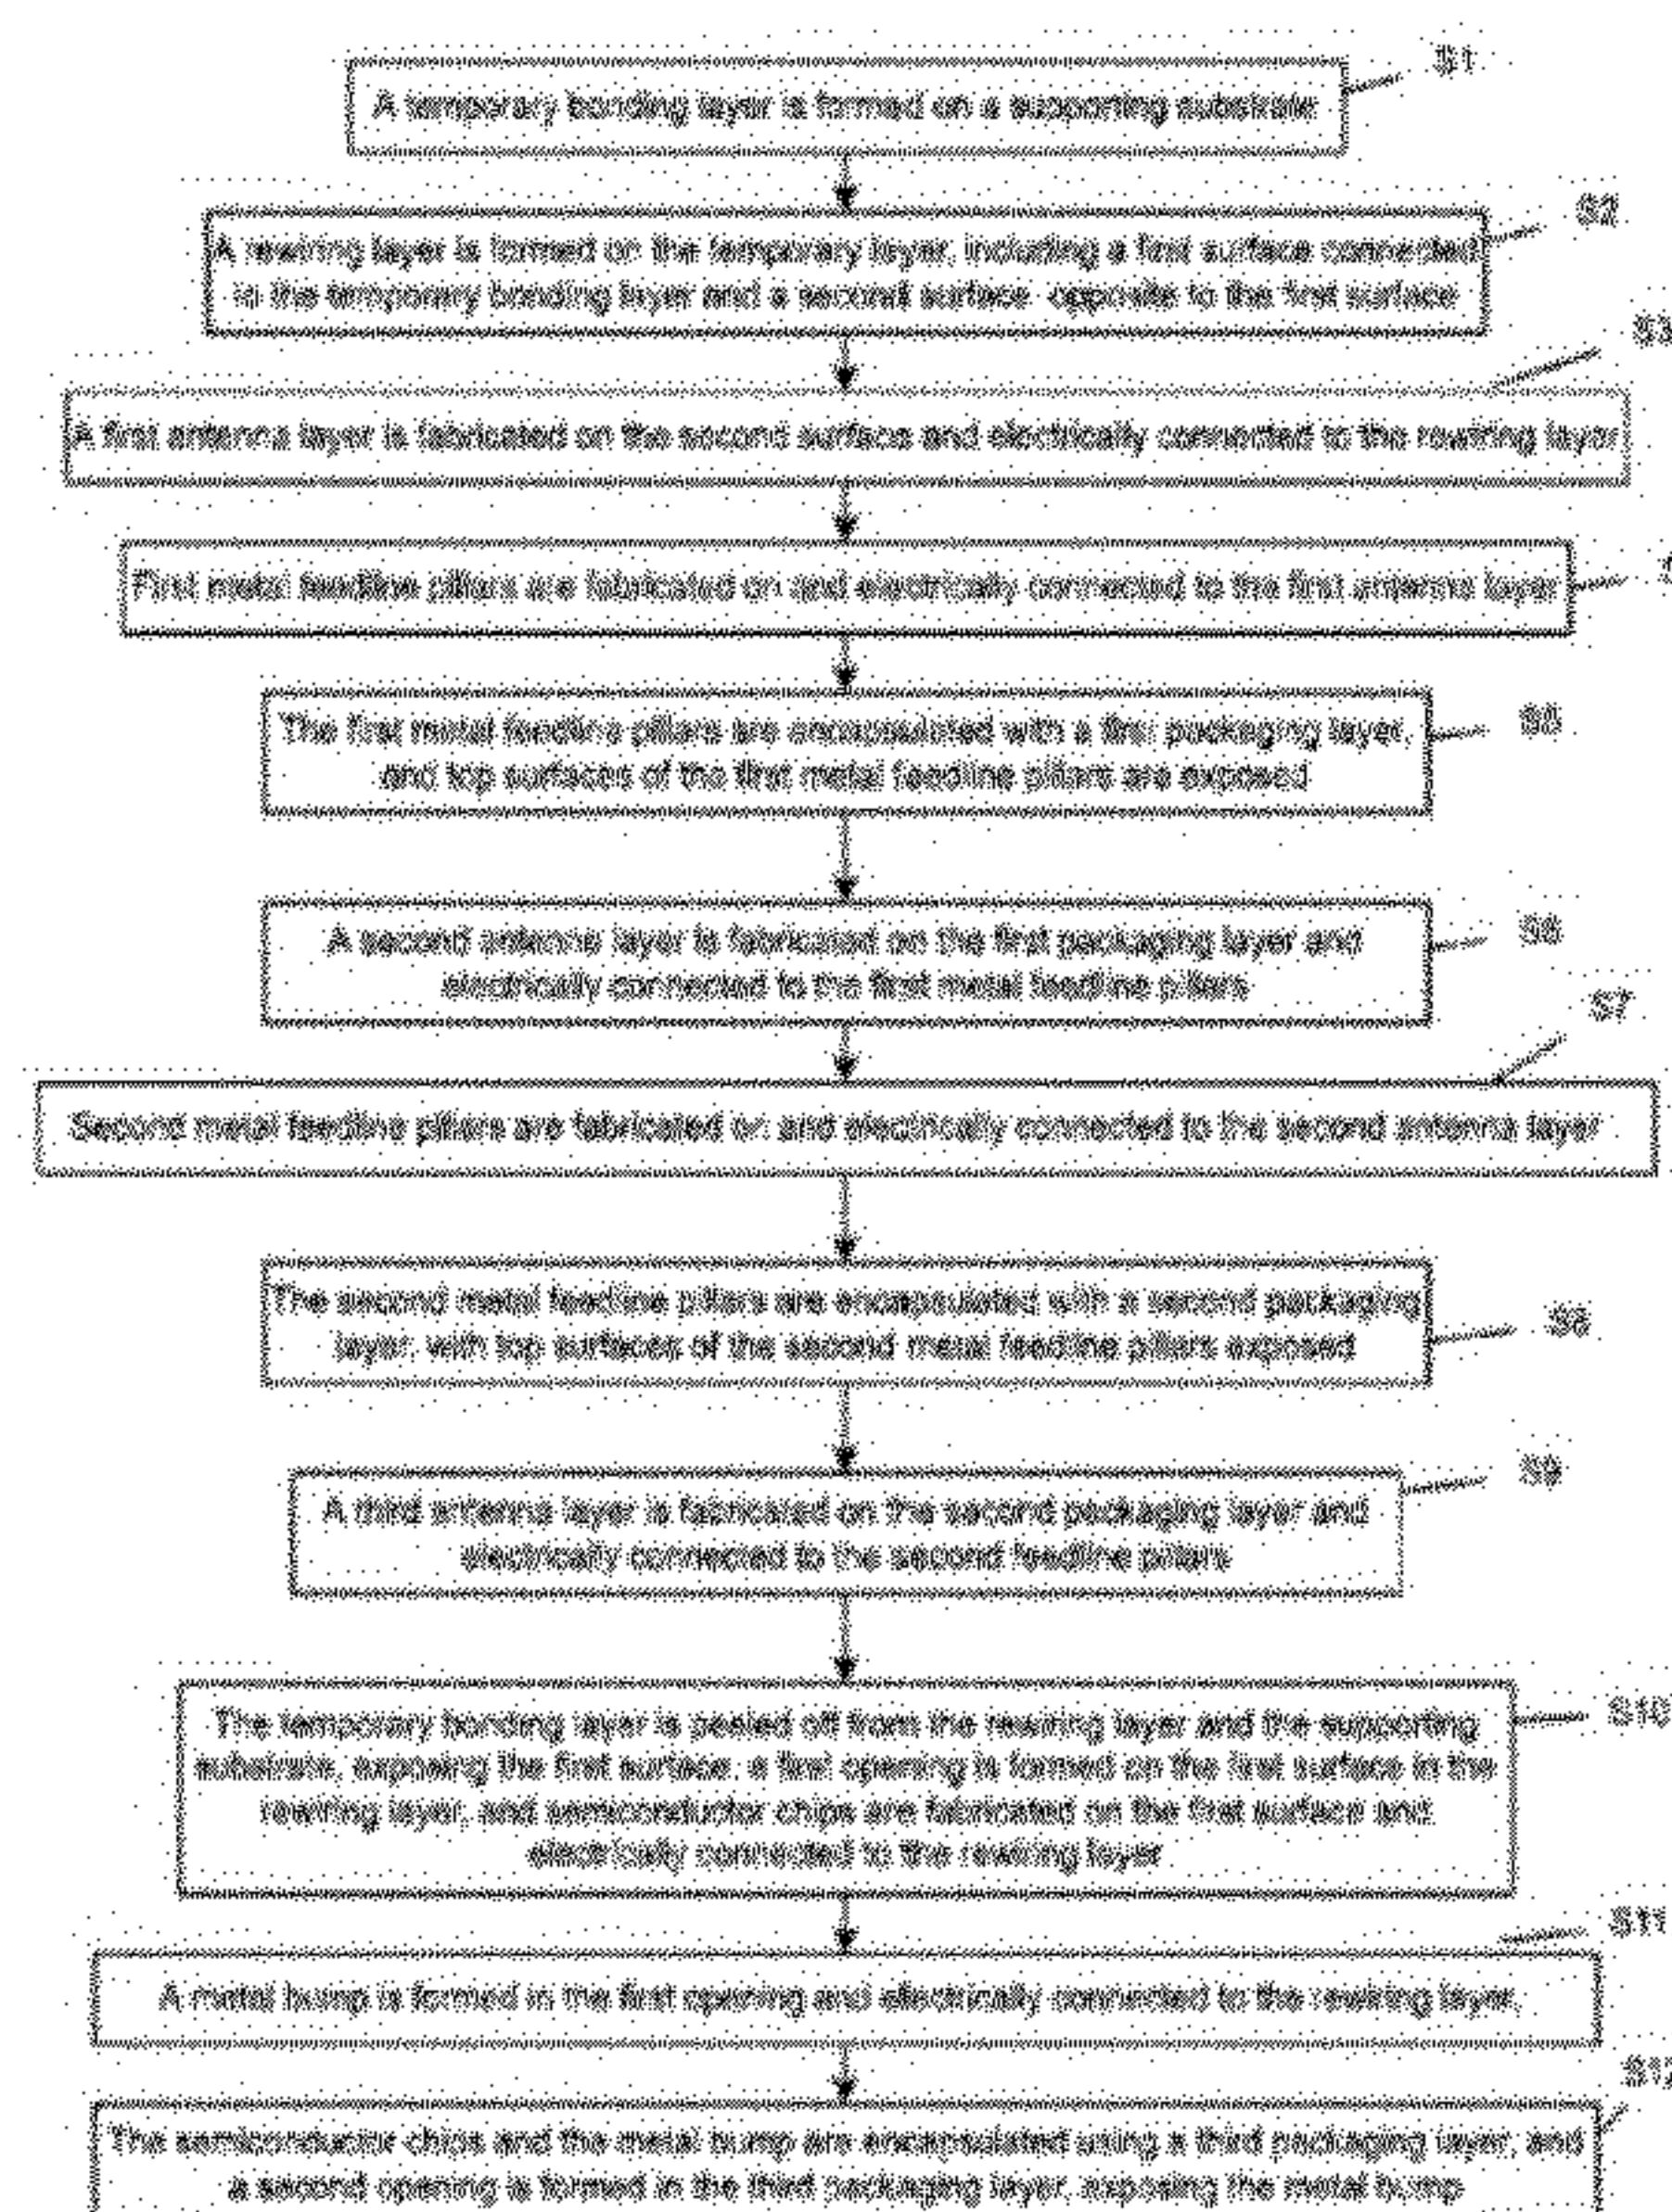 S1
A temporary bonding layer is formed on a supporting substrate
S2
A rewiring layer is formed on the temporary layer, including a first surface connected
to the temporary bonding layer and a second surface opposite to the first surface
S3
A first antenna layer is fabricated on the second surface and electrically connected to the rewiring layer
First metal feedline pillars are fabricated on and electrically connected to the first antenna layer
S5
The first metal feedline pillars are encapsulated with a first packaging layer,
and top surfaces of the first metal feedline pillars are exposed
S6
A second antenna layer is fabricated on the first packaging layer and
electrically connected to the first metal feedline pillars
S7
Second metal feedline pillars are fabricated on and electrically connected to the second antenna layer
The second metal feedline pillars are encapsulated with a second packaging
layer, with top surfaces of the second metal feedline pillars exposed
S8
S9
A third antenna layer is fabricated on the second packaging layer and
electrically connected to the second feedline pillars
S10
The temporary bonding layer is peeled off from the rewiring layer and the supporting
substrate, exposing the first surface, a first opening is formed on the first surface in the
rewiring layer, and semiconductor chips are fabricated on the first surface and
electrically connected to the rewiring layer
S11
A metal bump is formed in the first opening and electrically connected to the rewiring layer,
S12
The semiconductor chips and the metal bump are encapsulated using a third packaging layer, and
a second opening is formed in the third packaging layer, exposing the metal bump